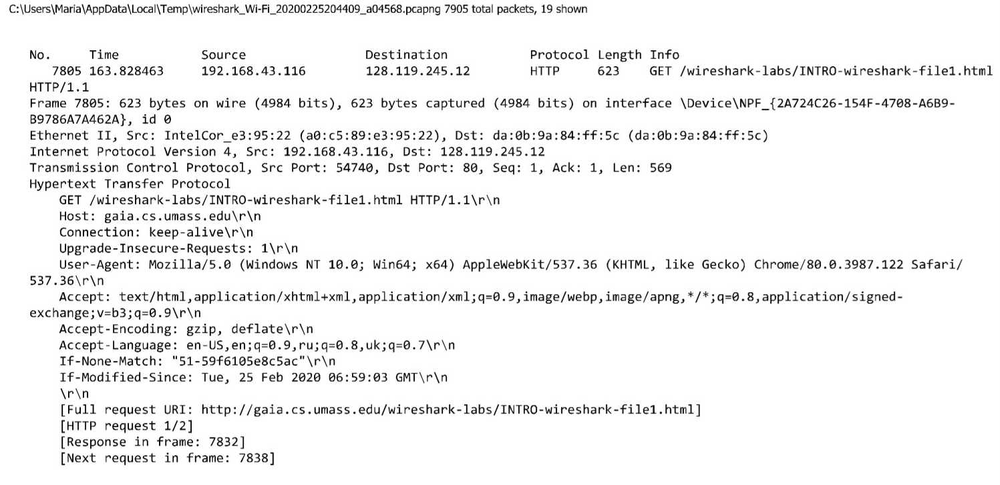 C:\Users\Maria\AppData\Local\Temp\wireshark_Wi-Fi_20200225204409_a04568.pcapng 7905 total packets, 19 shown
No. Time Source Destination Protocol Length Info
7805 163.828463 192.168.43.116 128.119.245.12 HTTP 623 GET /wireshark-labs/INTRO-wireshark-file1.html
HTTP/1.1
Frame 7805: 623 bytes on wire (4984 bits), 623 bytes captured (4984 bits) on interface \Device\NPF_{2A724C26-154F-4708-A6B9-
B9786A7A462A}, id 0
Ethernet II, Src: IntelCor_e3:95:22 (a0:c5:89:e3:95:22), Dst: da:0b:9a:84:ff:5c (da:0b:9a:84:ff:5c)
Internet Protocol Version 4, Src: 192.168.43.116, Dst: 128.119.245.12
Transmission Control Protocol, Src Port: 54740, Dst Port: 80, Seq: 1, Ack: 1, Len: 569
Hypertext Transfer Protocol
GET /wireshark-labs/INTRO-wireshark-file1.html HTTP/1.1\r\n
Host: gaia.cs.umass.edu\r\n
Connection: keep-alive\r\n
Upgrade-Insecure-Requests: 1\r\n
User-Agent: Mozilla/5.0 (Windows NT 10.0; Win64; x64) AppleWebKit/537.36 (KHTML, like Gecko) Chrome/80.0.3987.122 Safari/
537.36\r\n
Accept: text/html,application/xhtml+xml,application/xml;q=0.9,image/webp,image/apng,*/*;q=0.8,application/signed-
exchange;v=b3;q=0.9\r\n
Accept-Encoding: gzip, deflate\r\n
Accept-Language: en-US,en;q=0.9,ru;q=0.8,uk;q=0.7\r\n
If-None-Match: "51-59f6105e8c5ac"\r\n
If-Modified-Since: Tue, 25 Feb 2020 06:59:03 GMT\r\n
\r\n
[Full request URI: http://gaia.cs.umass.edu/wireshark-labs/INTRO-wireshark-file1.html]
[HTTP request 1/2]
[Response in frame: 7832]
[Next request in frame: 7838]